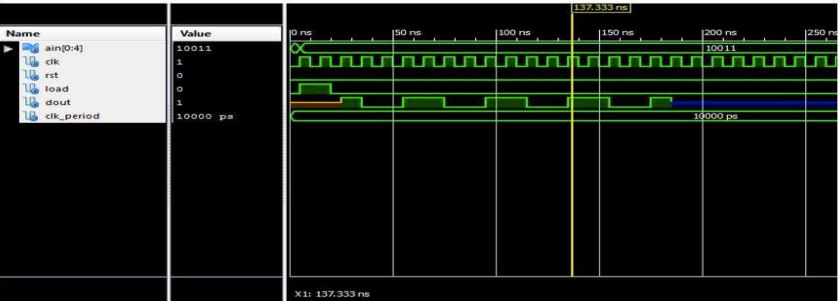 137.333 ns
Name Value
0 ns 50 ns 100 ns 150 ns 200 ns 250 ns
ain[0:4] 10011 10011
clk 1
rst 0
load 0
dout 1
clk_period 10000 ps 10000 ps
X1: 137.333 ns